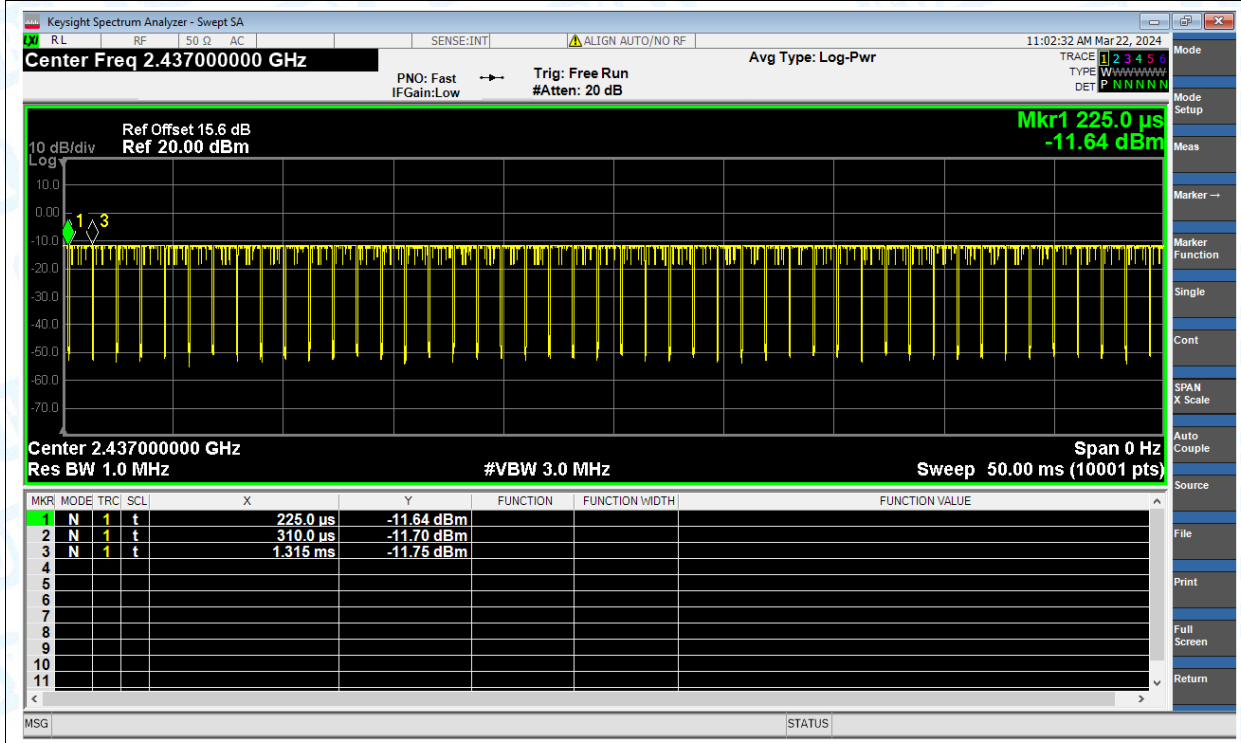 Keysight Spectrum Analyzer - Swept SA
LXI RL RF 50 Ω AC SENSE:INT ALIGN AUTO/NO RF 11:02:32 AM Mar 22, 2024
Center Freq 2.437000000 GHz
PNO: Fast
IFGain:Low
Trig: Free Run
#Atten: 20 dB
Avg Type: Log-Pwr
TRACE 1 2 3 4 5 6
TYPE WWWWWW
DET P N N N N N
Ref Offset 15.6 dB
10 dB/div Ref 20.00 dBm
Log
Mkr1 225.0 µs
-11.64 dBm
10.0
0.00
-10.0
-20.0
-30.0
-40.0
-50.0
-60.0
-70.0
1 3
Center 2.437000000 GHz Span 0 Hz
Res BW 1.0 MHz #VBW 3.0 MHz Sweep 50.00 ms (10001 pts)
MKR MODE TRC SCL X Y FUNCTION FUNCTION WIDTH FUNCTION VALUE
1 N 1 t 225.0 µs -11.64 dBm
2 N 1 t 310.0 µs -11.70 dBm
3 N 1 t 1.315 ms -11.75 dBm
4
5
6
7
8
9
10
11
MSG STATUS
Mode
Mode
Setup
Meas
Marker →
Marker
Function
Single
Cont
SPAN
X Scale
Auto
Couple
Source
File
Print
Full
Screen
Return